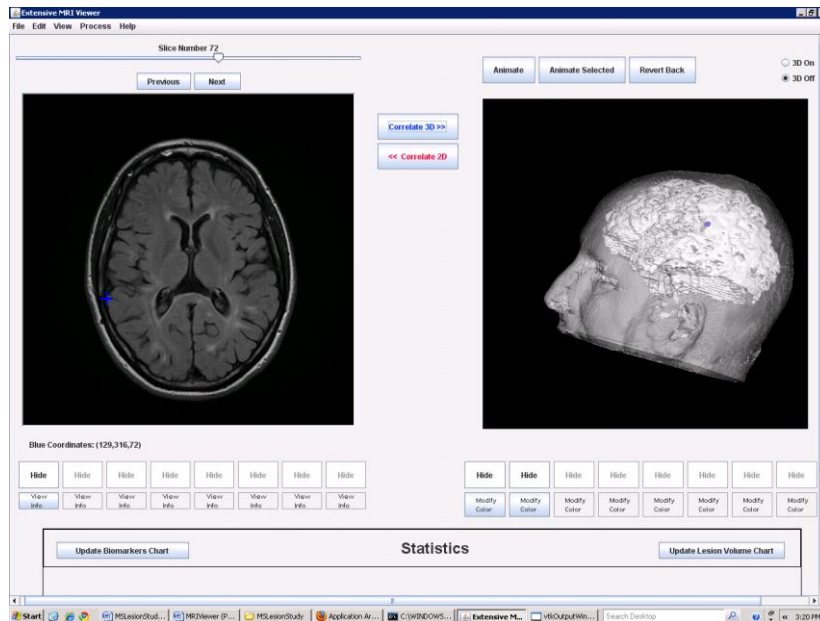 Extensive MRI Viewer
File Edit View Process Help
Slice Number 72
Previous Next
Animate Animate Selected Revert Back
3D On
3D Off
Correlate 3D >>
<< Correlate 2D
Blue Coordinates: (129,316,72)
Hide Hide Hide Hide Hide Hide Hide Hide
View Info View Info View Info View Info View Info View Info View Info View Info
Hide Hide Hide Hide Hide Hide Hide Hide
Modify Color Modify Color Modify Color Modify Color Modify Color Modify Color Modify Color Modify Color
Update Biomarkers Chart
Statistics
Update Lesion Volume Chart
Start MSLesionStud... MRIViewer (P... MSLesionStudy Application Ar... C:\WINDOWS... Extensive M... vtkOutputWin... Search Desktop 3:20 PM